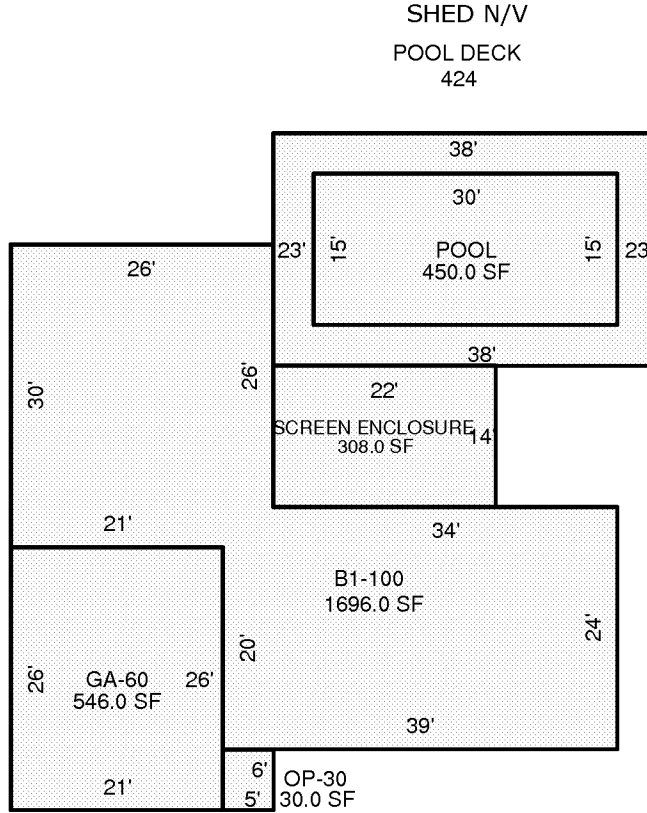 SHED N/V
POOL DECK
424
38'
30'
23'
15'
POOL
450.0 SF
15'
23
26'
38'
30'
26'
22'
SCREEN ENCLOSURE
308.0 SF
14'
21'
34'
B1-100
1696.0 SF
20'
24'
26'
GA-60
546.0 SF
26'
39'
21'
6'
5'
OP-30
30.0 SF